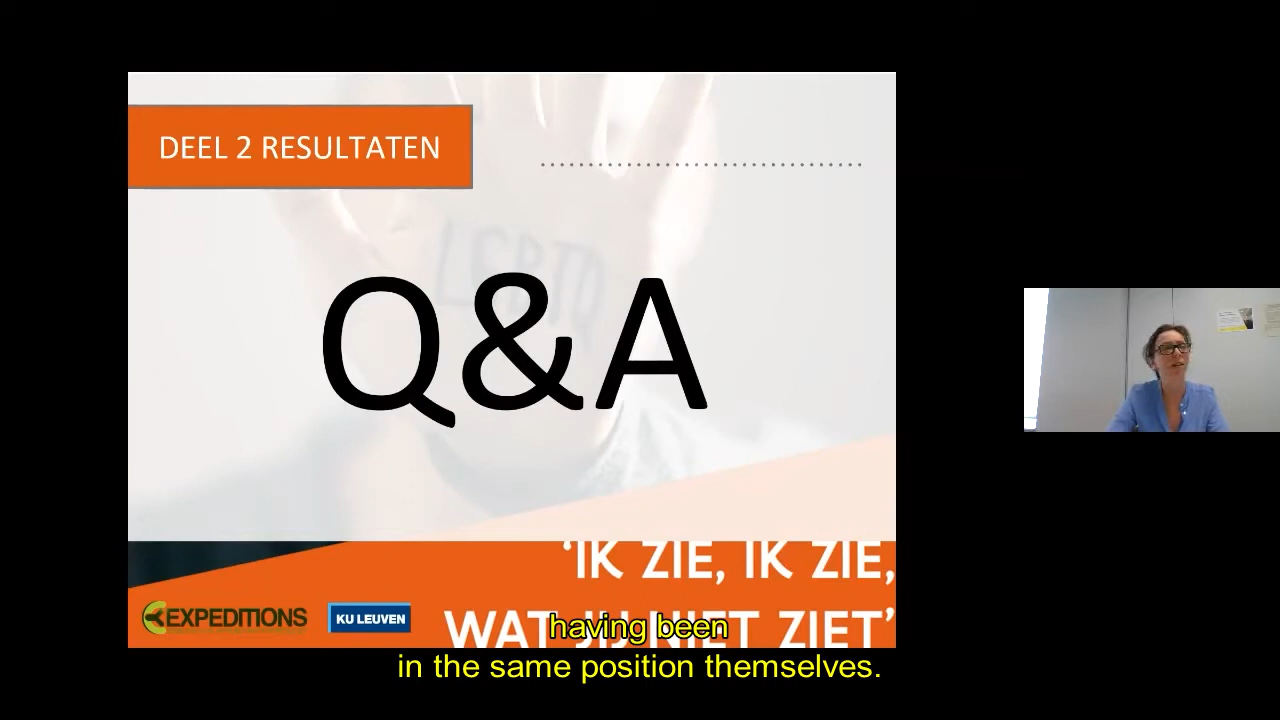 DEEL 2 RESULTATEN
LGBTQ
Q&A
'IK ZIE, IK ZIE,
WAT JIJ NIET ZIET'
EXPEDITIONS
KU LEUVEN
having been
in the same position themselves.